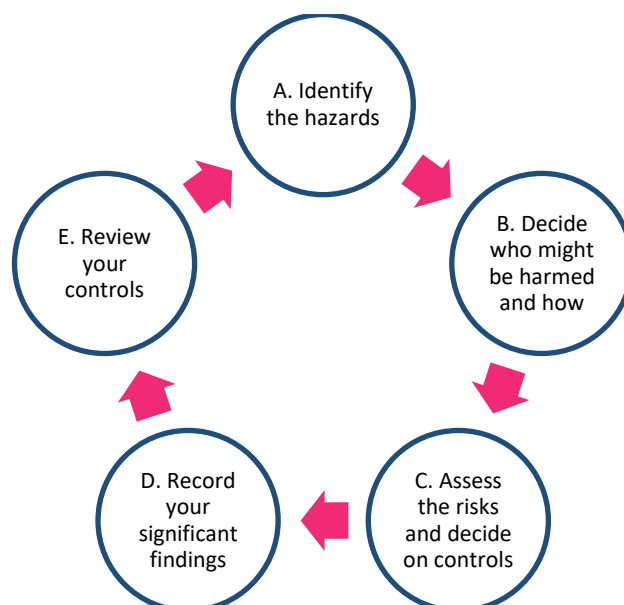 A. Identify
the hazards
B. Decide
who might
be harmed
and how
C. Assess
the risks
and decide
on controls
D. Record
your
significant
findings
E. Review
your
controls